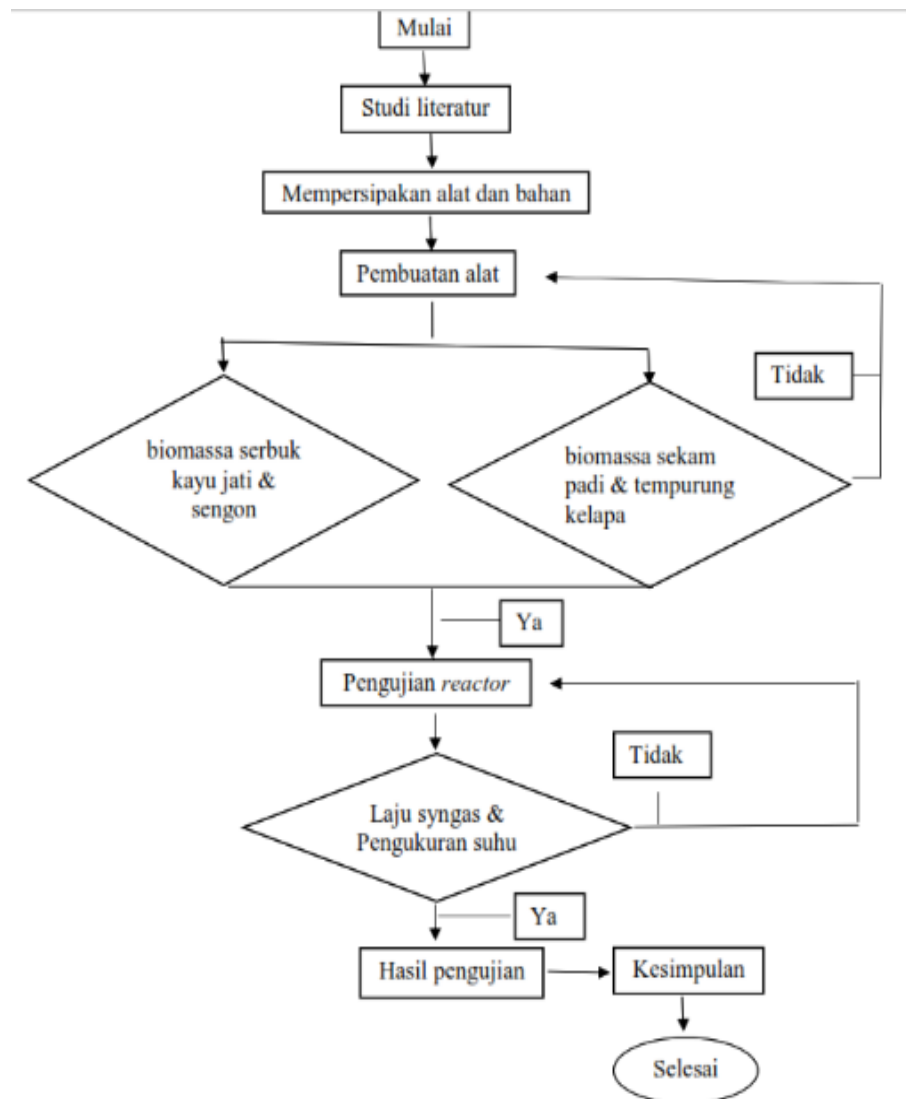 Mulai
Studi literatur
Mempersipakan alat dan bahan
Pembuatan alat
Tidak
biomassa serbuk
kayu jati &
sengon
biomassa sekam
padi & tempurung
kelapa
Ya
Pengujian reactor
Tidak
Laju syngas &
Pengukuran suhu
Ya
Hasil pengujian
Kesimpulan
Selesai